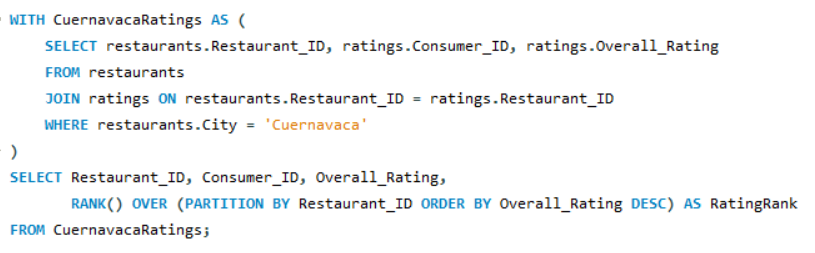 WITH CuernavacaRatings AS (
SELECT restaurants.Restaurant_ID, ratings.Consumer_ID, ratings.Overall_Rating
FROM restaurants
JOIN ratings ON restaurants.Restaurant_ID = ratings.Restaurant_ID
WHERE restaurants.City = 'Cuernavaca'
)
SELECT Restaurant_ID, Consumer_ID, Overall_Rating,
RANK() OVER (PARTITION BY Restaurant_ID ORDER BY Overall_Rating DESC) AS RatingRank
FROM CuernavacaRatings;